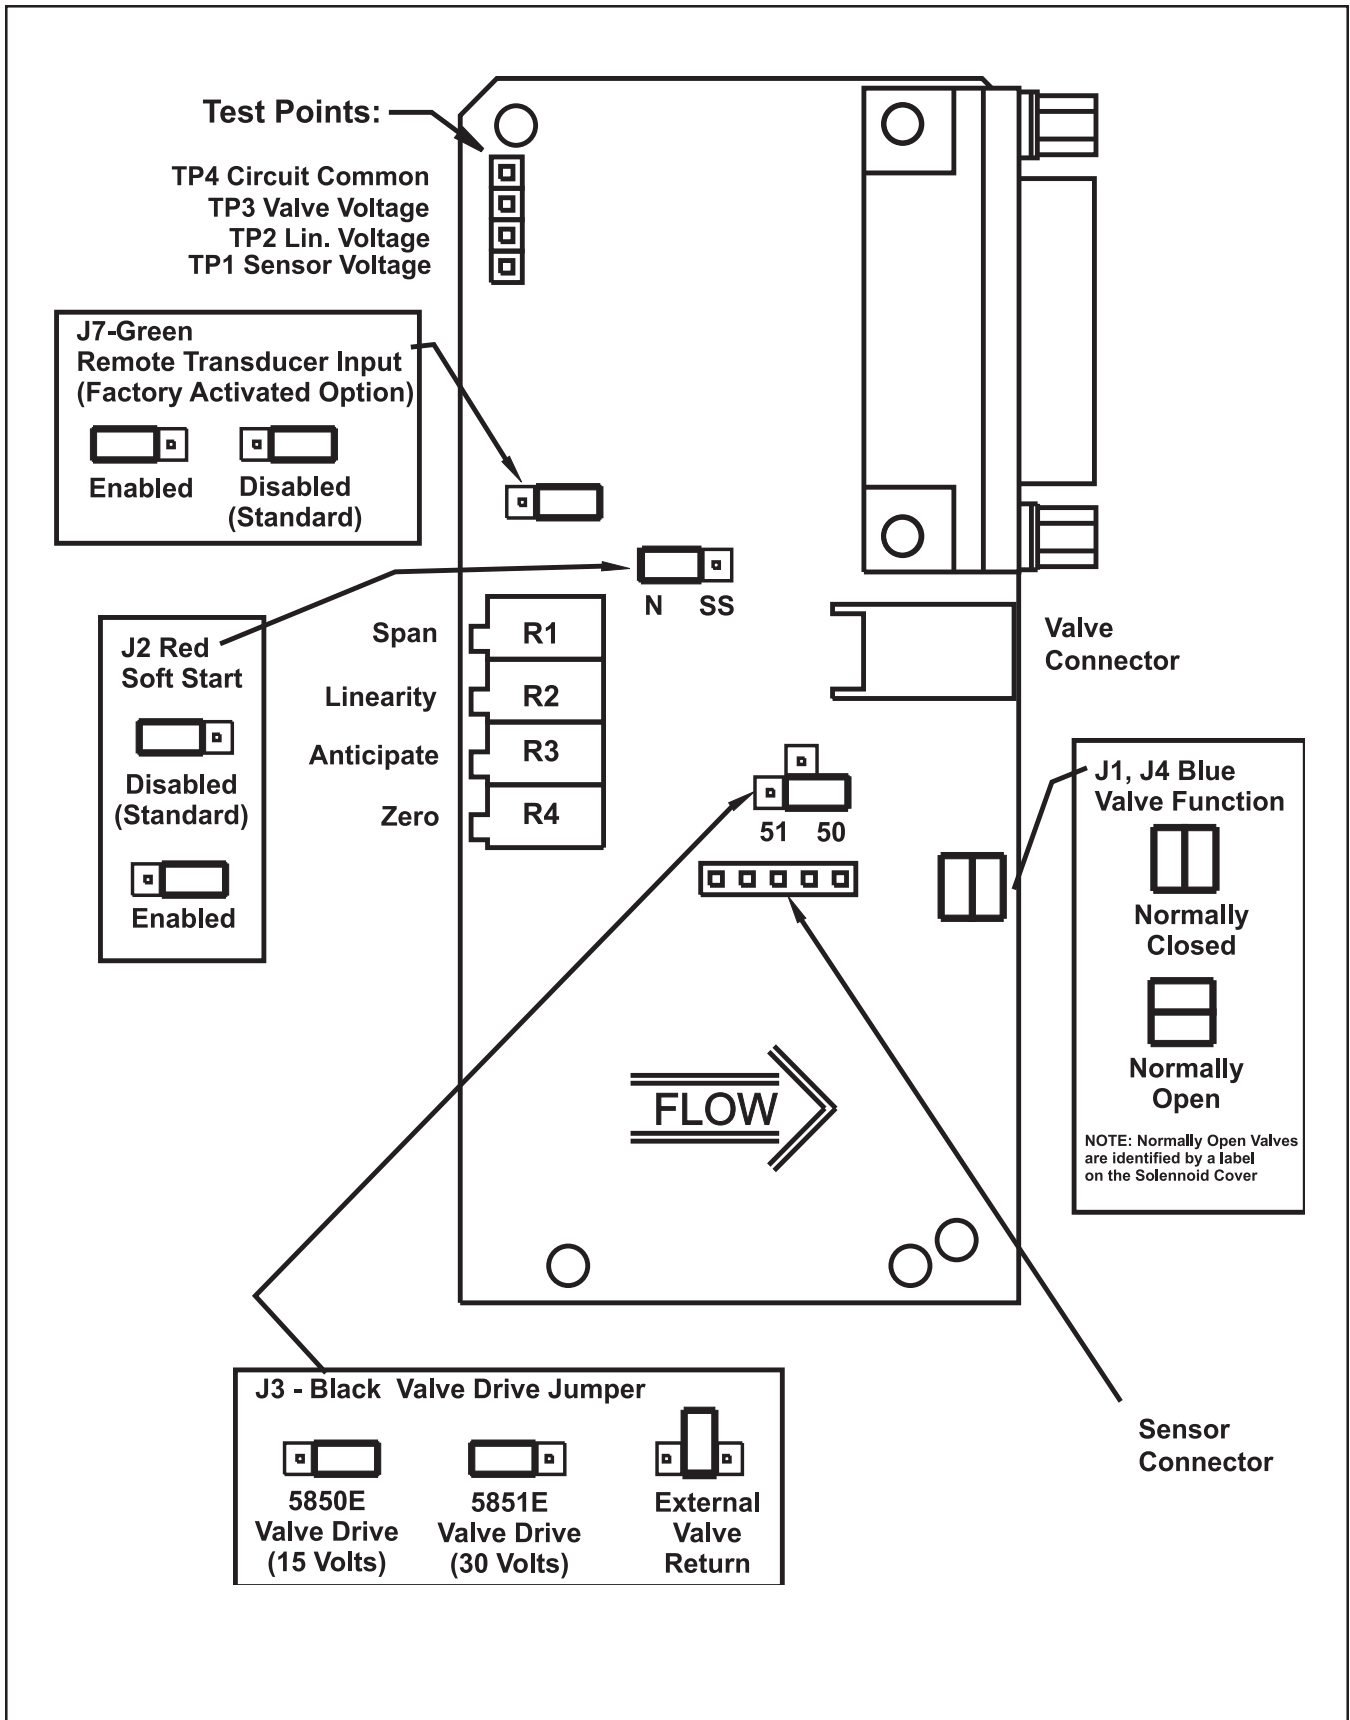 Test Points:
TP4 Circuit Common
TP3 Valve Voltage
TP2 Lin. Voltage
TP1 Sensor Voltage
J7-Green
Remote Transducer Input
(Factory Activated Option)
Enabled
Disabled
(Standard)
N SS
J2 Red
Soft Start
Disabled
(Standard)
Enabled
Span R1
Linearity R2
Anticipate R3
Zero R4
Valve
Connector
51 50
J1, J4 Blue
Valve Function
Normally
Closed
Normally
Open
NOTE: Normally Open Valves
are identified by a label
on the Solennoid Cover
FLOW
J3 - Black Valve Drive Jumper
5850E
Valve Drive
(15 Volts)
5851E
Valve Drive
(30 Volts)
External
Valve
Return
Sensor
Connector